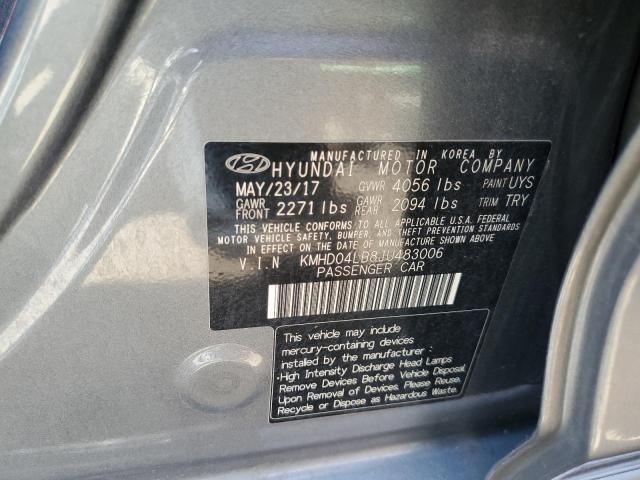 MANUFACTURED IN KOREA BY
HYUNDAI MOTOR COMPANY
MAY/23/17 GVWR 4056 lbs PAINT UYS
GAWR FRONT 2271 lbs GAWR REAR 2094 lbs TRIM TRY
THIS VEHICLE CONFORMS TO ALL APPLICABLE U.S.A. FEDERAL
MOTOR VEHICLE SAFETY, BUMPER, AND THEFT PREVENTION STANDARDS
IN EFFECT ON THE DATE OF MANUFACTURE SHOWN ABOVE.
V.I.N KMHD04LB8JU483006
PASSENGER CAR
This vehicle may include
mercury-containing devices
installed by the manufacturer :
•High Intensity Discharge Head Lamps
Remove Devices Before Vehicle Disposal.
Upon Removal of Devices, Please Reuse,
Recycle or Dispose as Hazardous Waste.